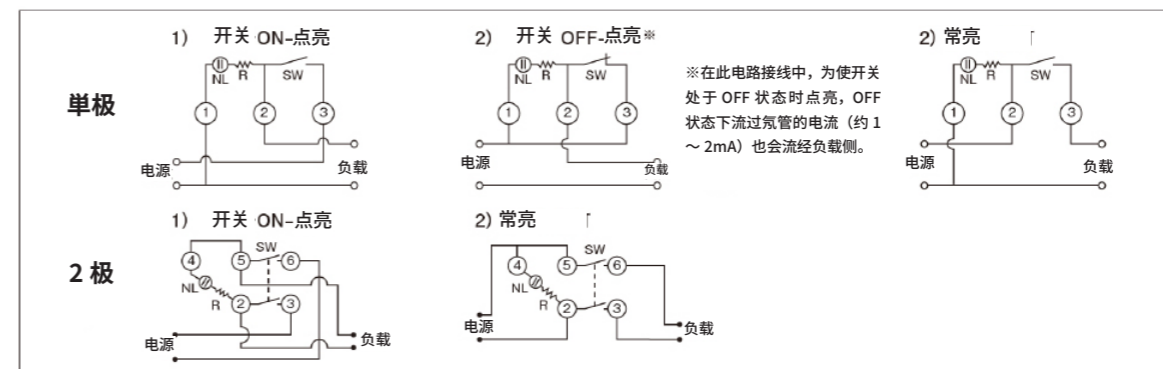 1) 开关 ON-点亮
2) 开关 OFF-点亮※
2) 常亮
NL R SW
NL R SW
NL R SW
単极
1 2 3
1 2 3
1 2 3
※在此电路接线中，为使开关
处于 OFF 状态时点亮，OFF
状态下流过氖管的电流（约 1
～ 2mA）也会流经负载侧。
电源 负载
电源 负载
电源 负载
1) 开关 ON-点亮
2) 常亮
2 极
SW
4 5 6
NL R 2 3
电源 负载
SW
4 5 6
NL R 2 3
电源 负载